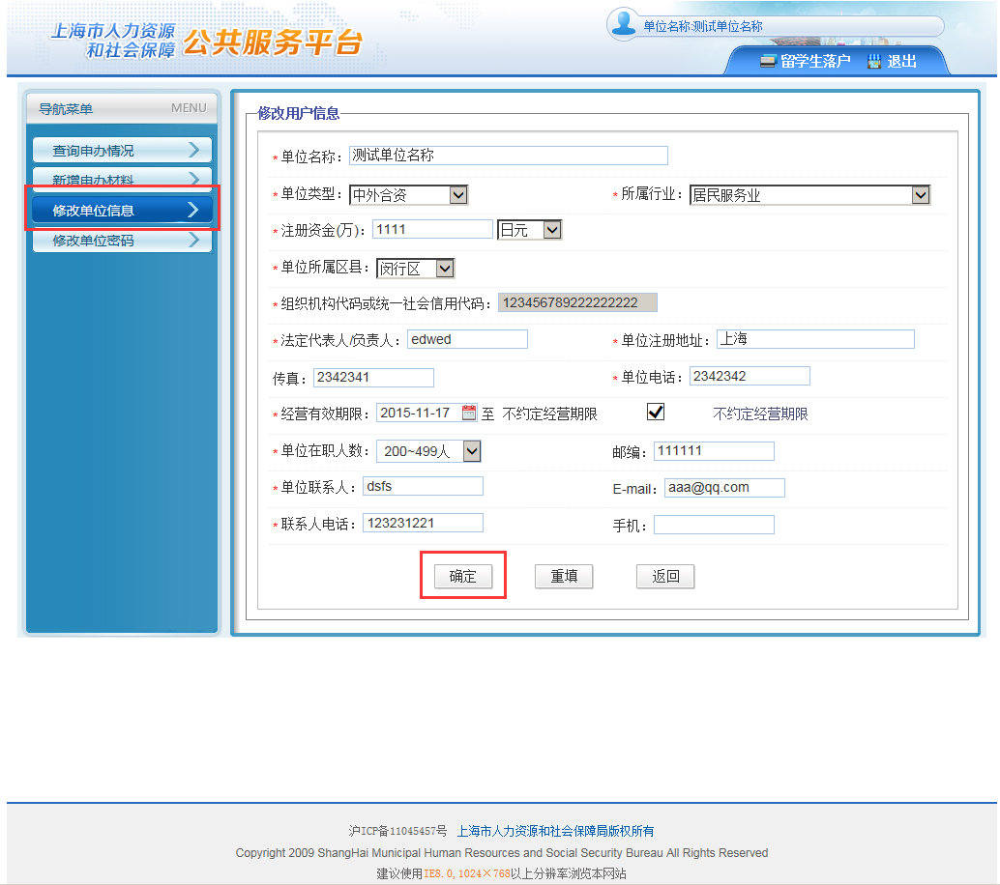 上海市人力资源
和社会保障 公共服务平台
单位名称:测试单位名称
留学生落户 退出
导航菜单 MENU
查询申办情况
新增申办材料
修改单位信息
修改单位密码
修改用户信息
*单位名称: 测试单位名称
*单位类型: 中外合资 *所属行业: 居民服务业
*注册资金(万): 1111 日元
*单位所属区县: 闵行区
*组织机构代码或统一社会信用代码: 123456789222222222
*法定代表人/负责人: edwed *单位注册地址: 上海
传真: 2342341 *单位电话: 2342342
*经营有效期限: 2015-11-17 至 不约定经营期限 不约定经营期限
*单位在职人数: 200~499人 邮编: 111111
*单位联系人: dsfs E-mail: aaa@qq.com
*联系人电话: 123231221 手机:
确定 重填 返回
沪ICP备11045457号 上海市人力资源和社会保障局版权所有
Copyright 2009 ShangHai Municipal Human Resources and Social Security Bureau All Rights Reserved
建议使用IE8.0,1024×768以上分辨率浏览本网站